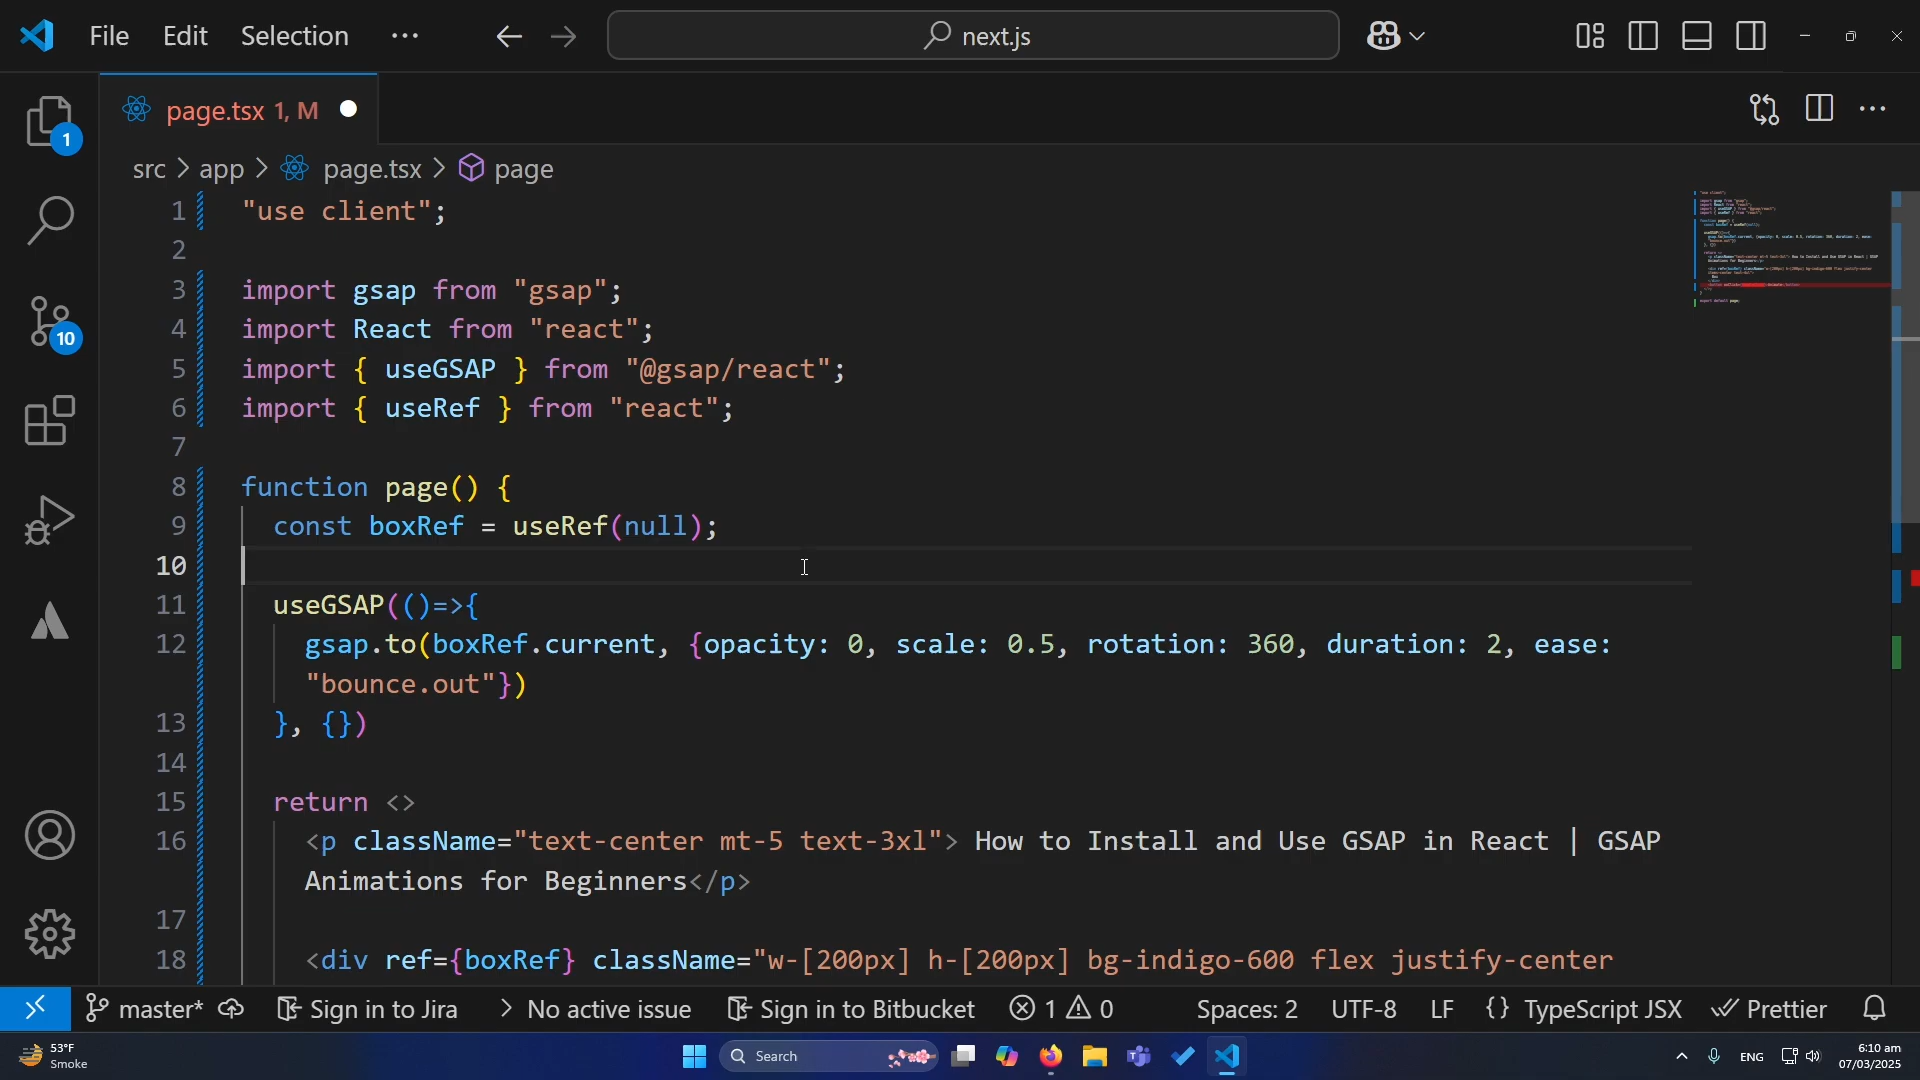 File Edit Selection ··· next.js
page.tsx 1, M
src > app > page.tsx > page
1
10
1 "use client";
2
3 import gsap from "gsap";
4 import React from "react";
5 import { useGSAP } from "@gsap/react";
6 import { useRef } from "react";
7
8 function page() {
9 const boxRef = useRef(null);
10
11 useGSAP(()=>{
12 gsap.to(boxRef.current, {opacity: 0, scale: 0.5, rotation: 360, duration: 2, ease:
"bounce.out"})
13 }, {})
14
15 return <>
16 <p className="text-center mt-5 text-3xl"> How to Install and Use GSAP in React | GSAP
Animations for Beginners</p>
17
18 <div ref={boxRef} className="w-[200px] h-[200px] bg-indigo-600 flex justify-center
master* Sign in to Jira > No active issue Sign in to Bitbucket 1 0 Spaces: 2 UTF-8 LF {} TypeScript JSX Prettier
53°F
Smoke
Search
ENG
6:10 am
07/03/2025